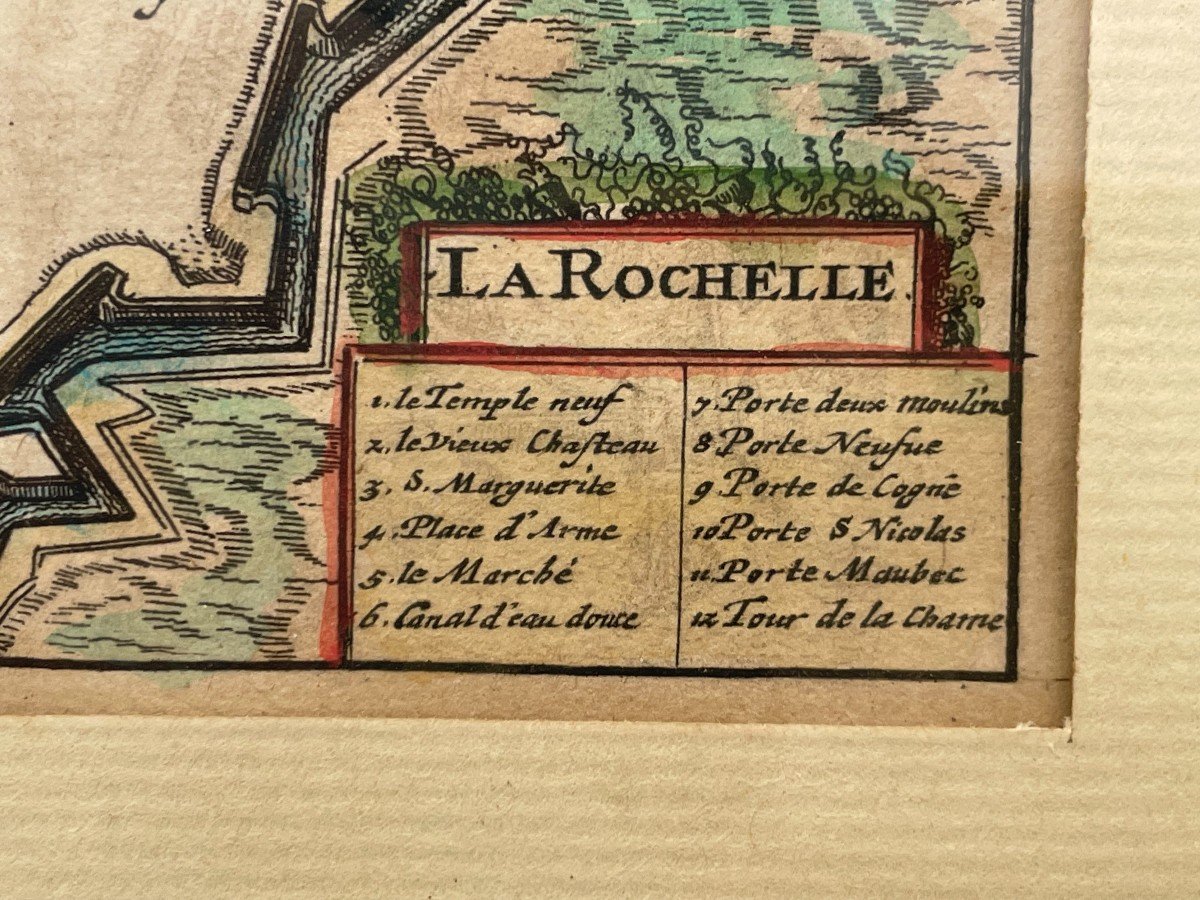 LA ROCHELLE.
1. le Temple neuf
2. le Vieux Chasteau
3. S. Marguerite
4. Place d'Arme
5. le Marché
6. Canal d'eau douce
7. Porte deux moulins
8. Porte Neufue
9. Porte de Cogne
10 Porte S Nicolas
11. Porte Maubec
12 Tour de la Chame